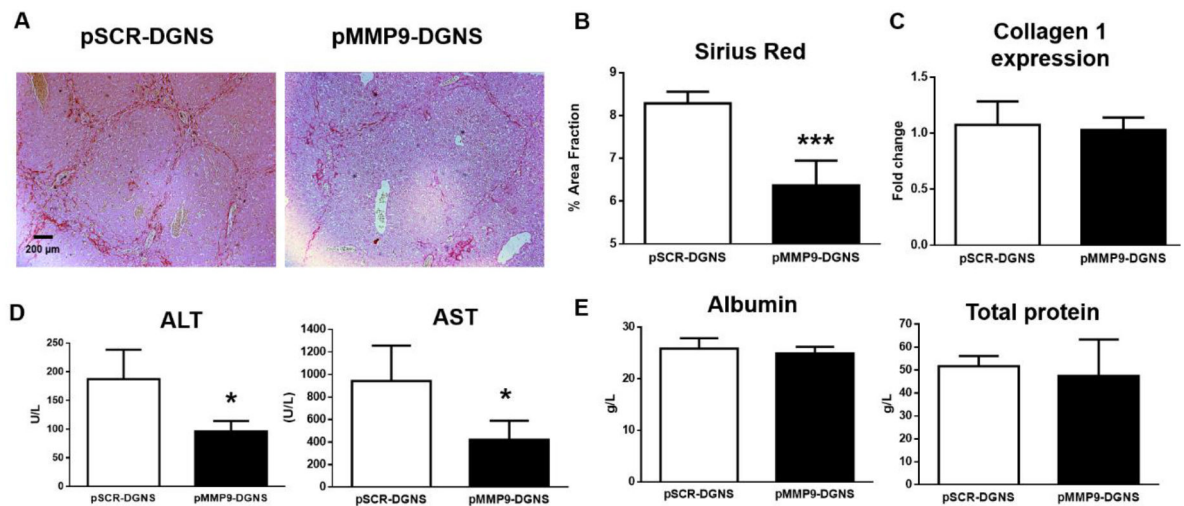 A
pSCR-DGNS
pMMP9-DGNS
200 µm
B
Sirius Red
% Area Fraction
9
8
7
6
5
***
pSCR-DGNS
pMMP9-DGNS
C
Collagen 1
expression
Fold change
1.5
1.0
0.5
0.0
pSCR-DGNS
pMMP9-DGNS
D
ALT
U/L
250
200
150
100
50
0
*
pSCR-DGNS
pMMP9-DGNS
AST
(U/L)
1400
1200
1000
800
600
400
200
0
*
pSCR-DGNS
pMMP9-DGNS
E
Albumin
g/L
30
20
10
0
pSCR-DGNS
pMMP9-DGNS
Total protein
g/L
70
60
50
40
30
20
10
0
pSCR-DGNS
pMMP9-DGNS